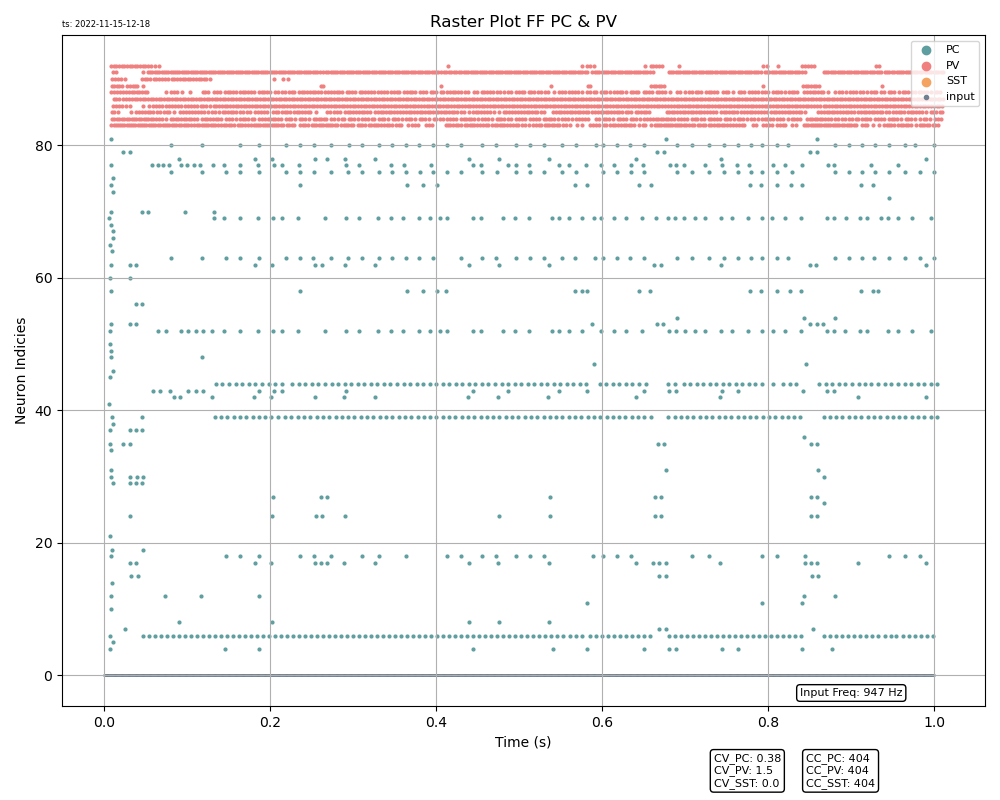 ts: 2022-11-15-12-18
Raster Plot FF PC & PV
PC
PV
SST
input
Neuron Indicies
80
60
40
20
0
Input Freq: 947 Hz
0.0
0.2
0.4
0.6
0.8
1.0
Time (s)
CV_PC: 0.38
CV_PV: 1.5
CV_SST: 0.0
CC_PC: 404
CC_PV: 404
CC_SST: 404